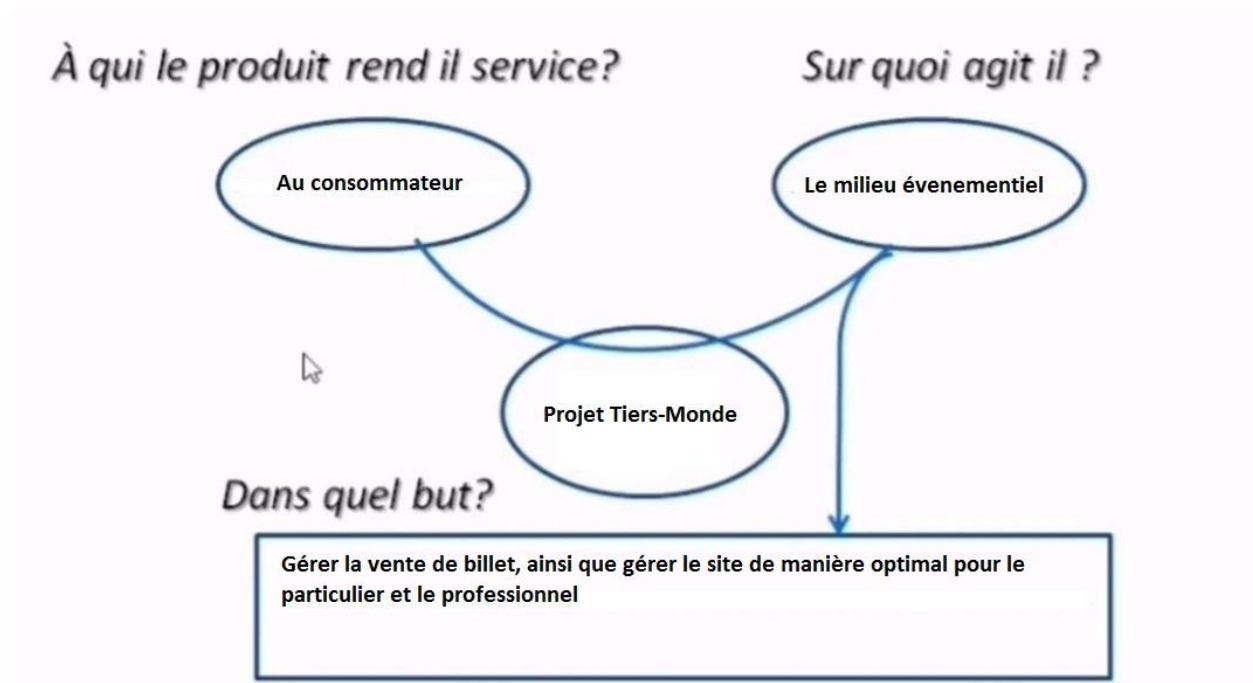 À qui le produit rend il service?
Sur quoi agit il ?
Au consommateur
Le milieu évenementiel
Projet Tiers-Monde
Dans quel but?
Gérer la vente de billet, ainsi que gérer le site de manière optimal pour le
particulier et le professionnel